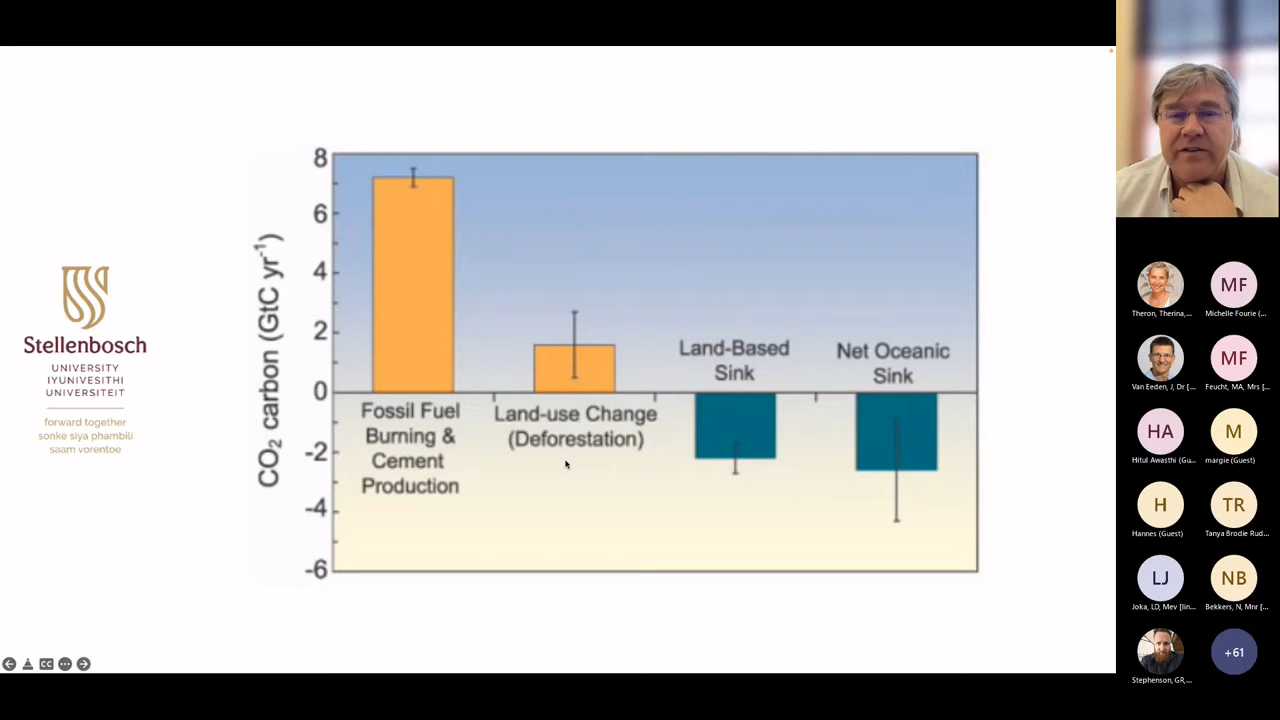 Stellenbosch
UNIVERSITY
IYUNIVESITHI
UNIVERSITEIT
forward together
sonke siya phambili
saam vorentoe
CO₂ carbon (GtC yr⁻¹)
8
6
4
2
0
-2
-4
-6
Fossil Fuel
Burning &
Cement
Production
Land-use Change
(Deforestation)
Land-Based
Sink
Net Oceanic
Sink
CC
Theron, Therina,...
MF
Michelle Fourie (...
Van Eeden, J, Dr [...
MF
Feucht, MA, Mrs [...
HA
Hitul Awasthi (Gu...
M
margie (Guest)
H
Hannes (Guest)
TR
Tanya Brodie Rud...
LJ
Joka, LD, Mev [lin...
NB
Bekkers, N, Mnr [...
Stephenson, GR,...
+61